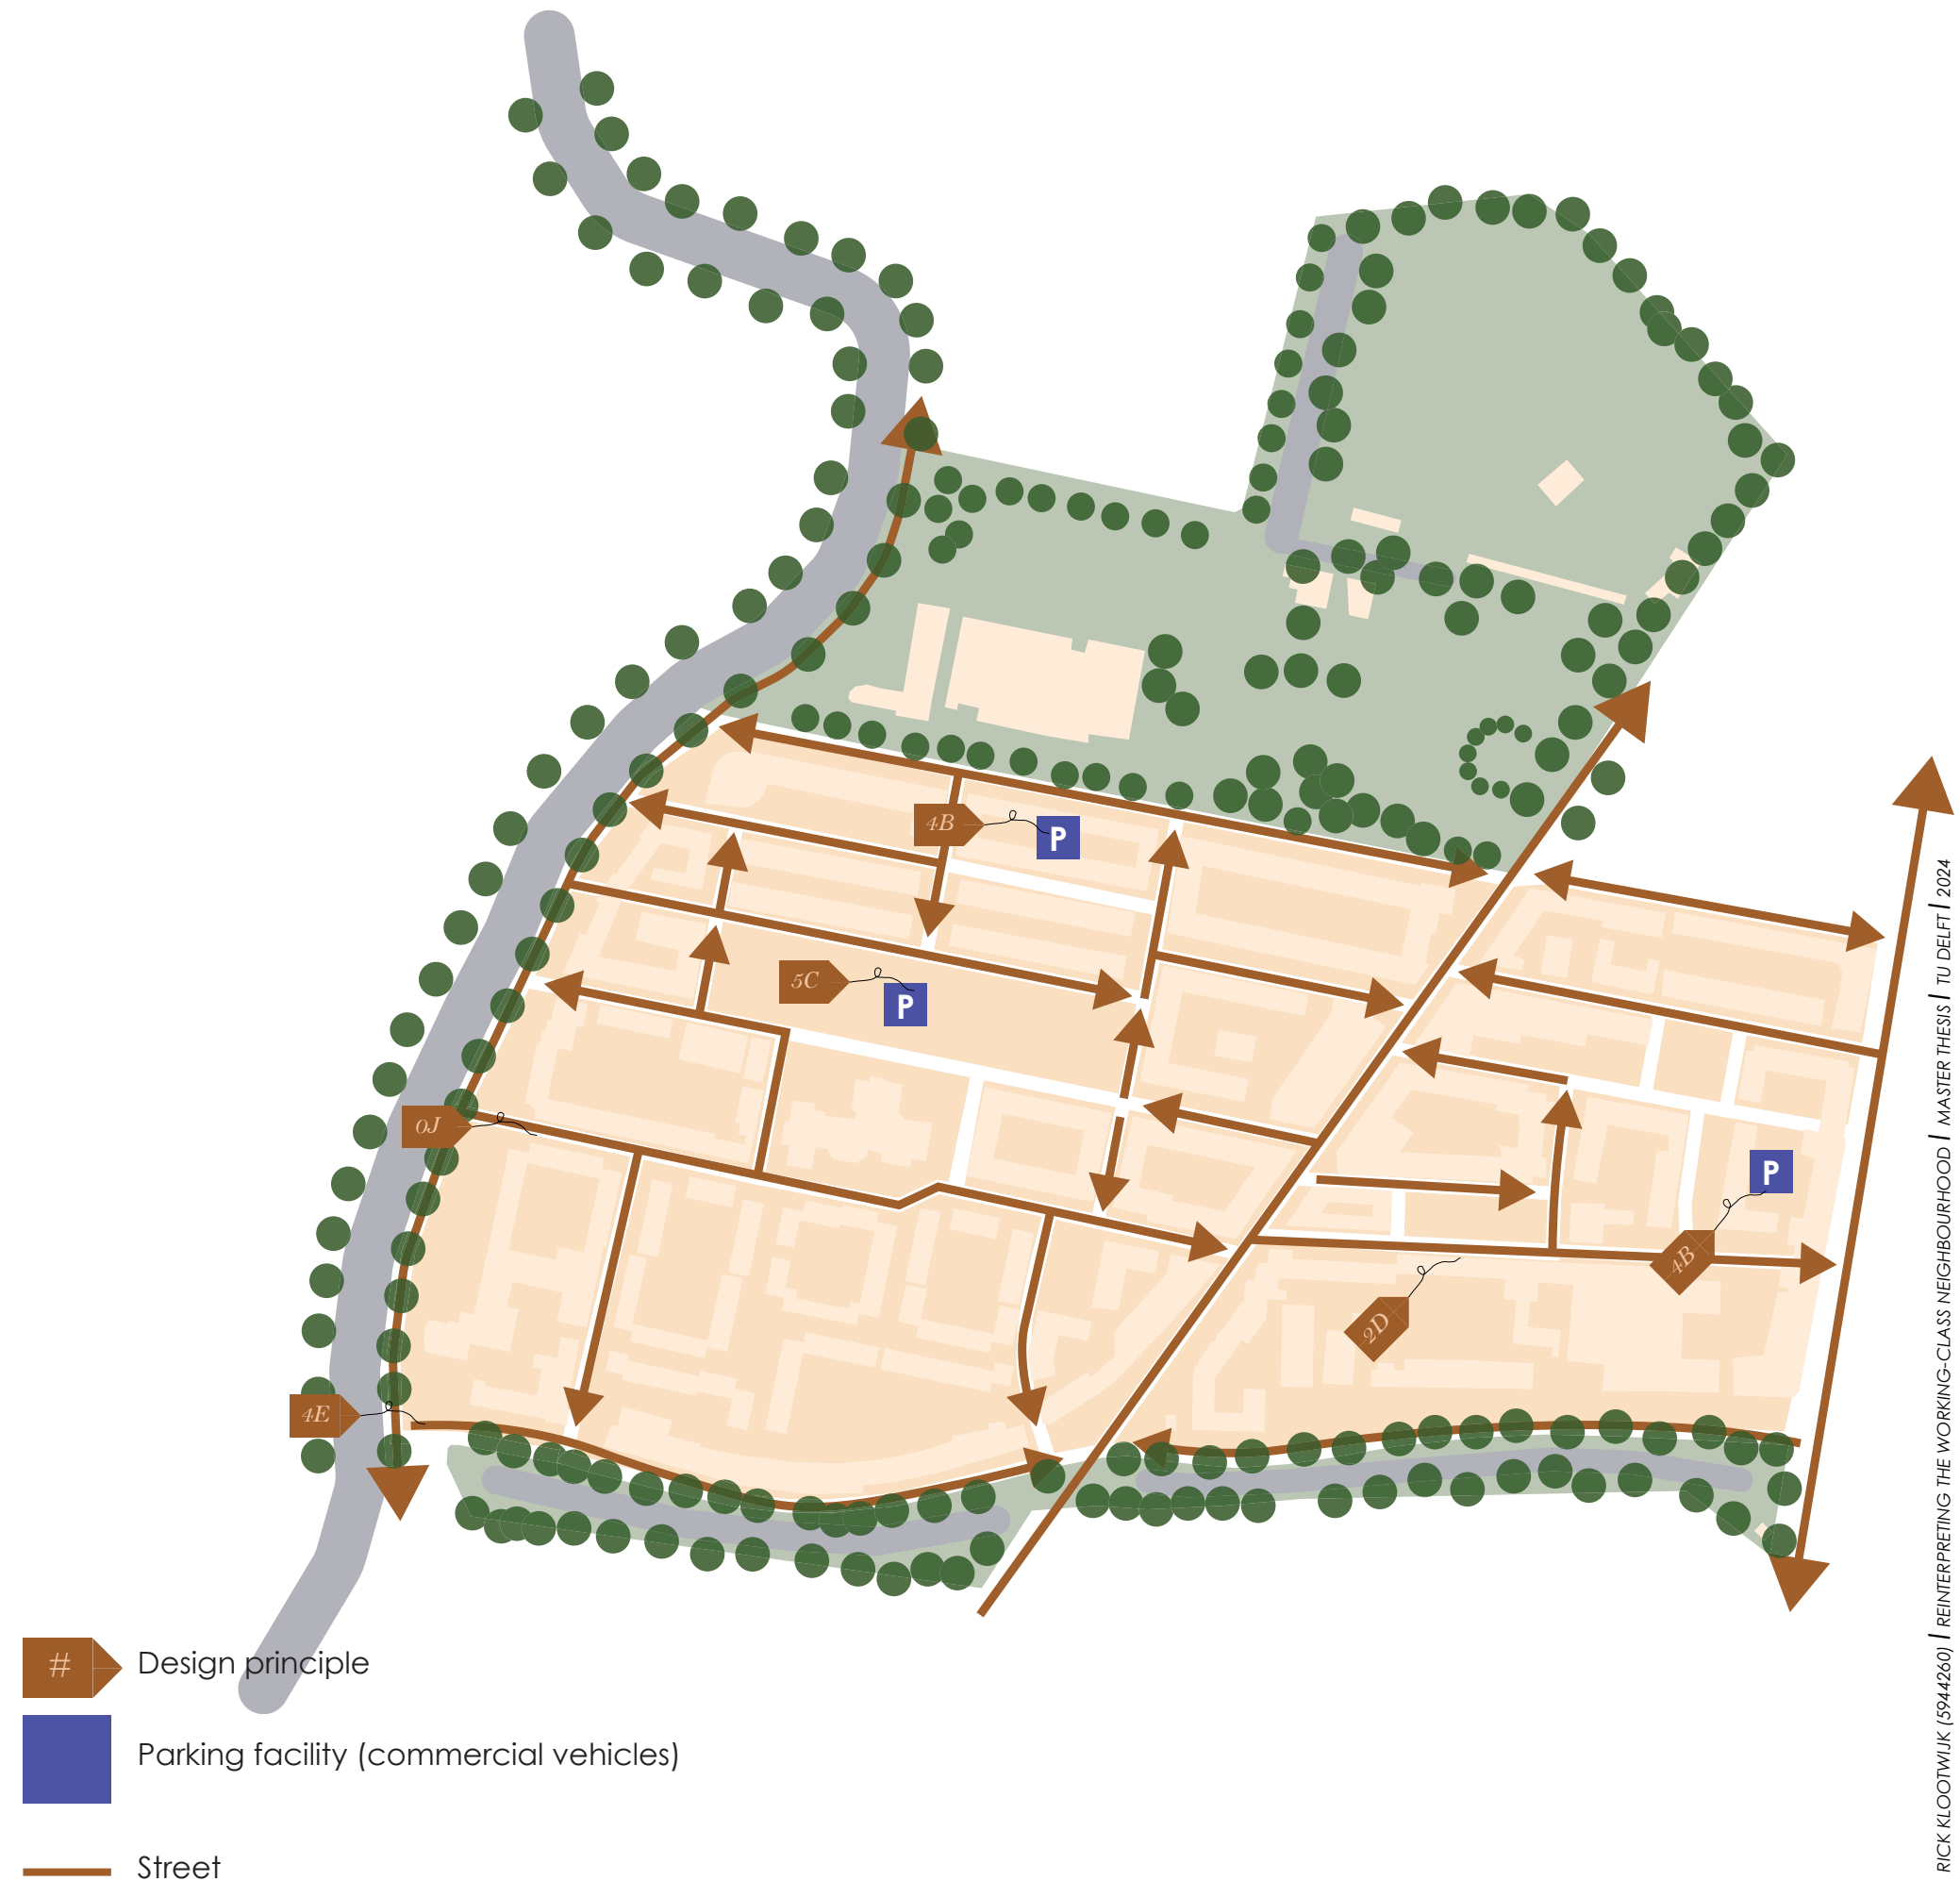 4B
P
5C
P
0J
P
4B
2D
4E
# Design principle
Parking facility (commercial vehicles)
Street
RICK KLOOTWIJK (5944260) | REINTERPRETING THE WORKING-CLASS NEIGHBOURHOOD | MASTER THESIS | TU DELFT | 2024